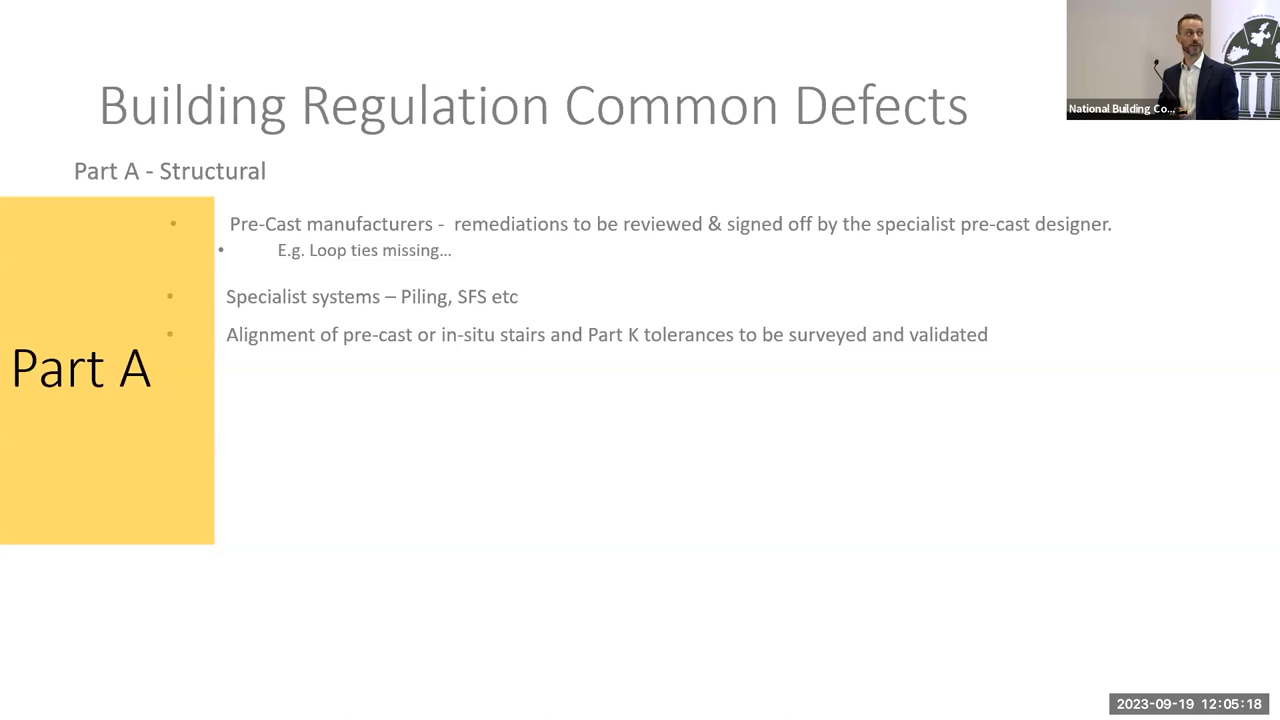 Building Regulation Common Defects
National Building Co...
Part A - Structural
• Pre-Cast manufacturers - remediations to be reviewed & signed off by the specialist pre-cast designer.
• E.g. Loop ties missing...
• Specialist systems – Piling, SFS etc
• Alignment of pre-cast or in-situ stairs and Part K tolerances to be surveyed and validated
Part A
2023-09-19 12:05:18